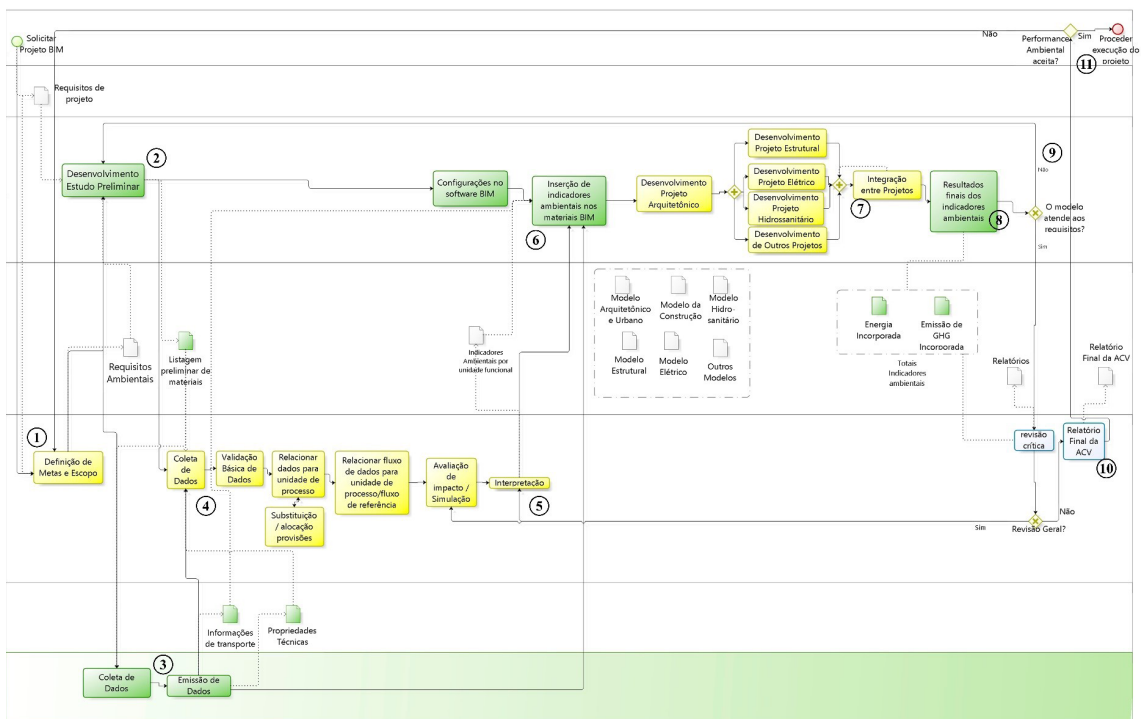 Solicitar
Projeto BIM
Não
Performance
Ambiental
aceita?
Sim
Proceder
execução do
projeto
11
Requisitos de
projeto
2
Desenvolvimento
Estudo Preliminar
Configurações no
software BIM
Inserção de
indicadores
ambientais nos
materiais BIM
6
Desenvolvimento
Projeto
Arquitetônico
Desenvolvimento
Projeto Estrutural
Desenvolvimento
Projeto Elétrico
Desenvolvimento
Projeto
Hidrossanitário
Desenvolvimento
de Outros Projetos
Integração
entre Projetos
7
Resultados
finais dos
indicadores
ambientais
8
9
Não
O modelo
atende aos
requisitos?
Sim
Requisitos
Ambientais
Listagem
preliminar de
materiais
Indicadores
Ambientais por
unidade funcional
Modelo
Arquitetônico
e Urbano
Modelo da
Construção
Modelo
Hidro-
sanitário
Modelo
Estrutural
Modelo
Elétrico
Outros
Modelos
Energia
Incorporada
Emissão de
GHG
Incorporada
Totais
Indicadores
ambientais
Relatórios
Relatório
Final da ACV
1
Definição de
Metas e Escopo
Coleta
de
Dados
4
Validação
Básica de
Dados
Relacionar
dados para
unidade de
processo
Substituição
/ alocação
provisões
Relacionar fluxo
de dados para
unidade de
processo/fluxo
de referência
Avaliação
de
impacto /
Simulação
Interpretação
5
revisão
crítica
Relatório
Final da
ACV
10
Sim
Revisão Geral?
Não
Informações
de transporte
Propriedades
Técnicas
Coleta de
Dados
3
Emissão de
Dados